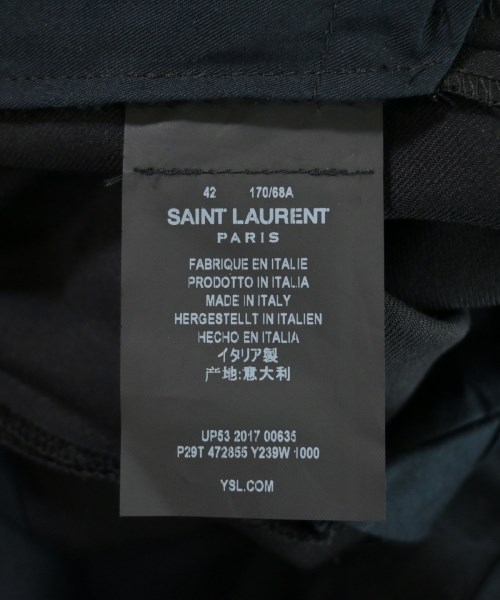 42 170/68A
SAINT LAURENT
PARIS
FABRIQUE EN ITALIE
PRODOTTO IN ITALIA
MADE IN ITALY
HERGESTELLT IN ITALIEN
HECHO EN ITALIA
イタリア製
产地:意大利
UP53 2017 00635
P29T 472855 Y239W 1000
YSL.COM